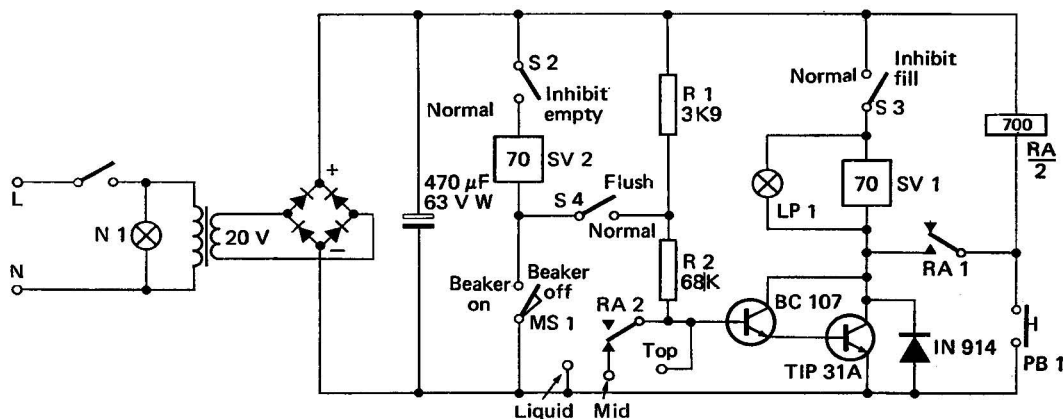 S 2
Inhibit
empty
Normal
70
SV 2
470 µF
63 V W
+
−
L
N
N 1
20 V
R 1
3K9
Flush
S 4
Normal
R 2
68K
Beaker
on
Beaker
off
MS 1
RA 2
Top
Liquid
Mid
BC 107
TIP 31A
IN 914
Normal
Inhibit
fill
S 3
LP 1
70
SV 1
700
RA
2
RA 1
PB 1